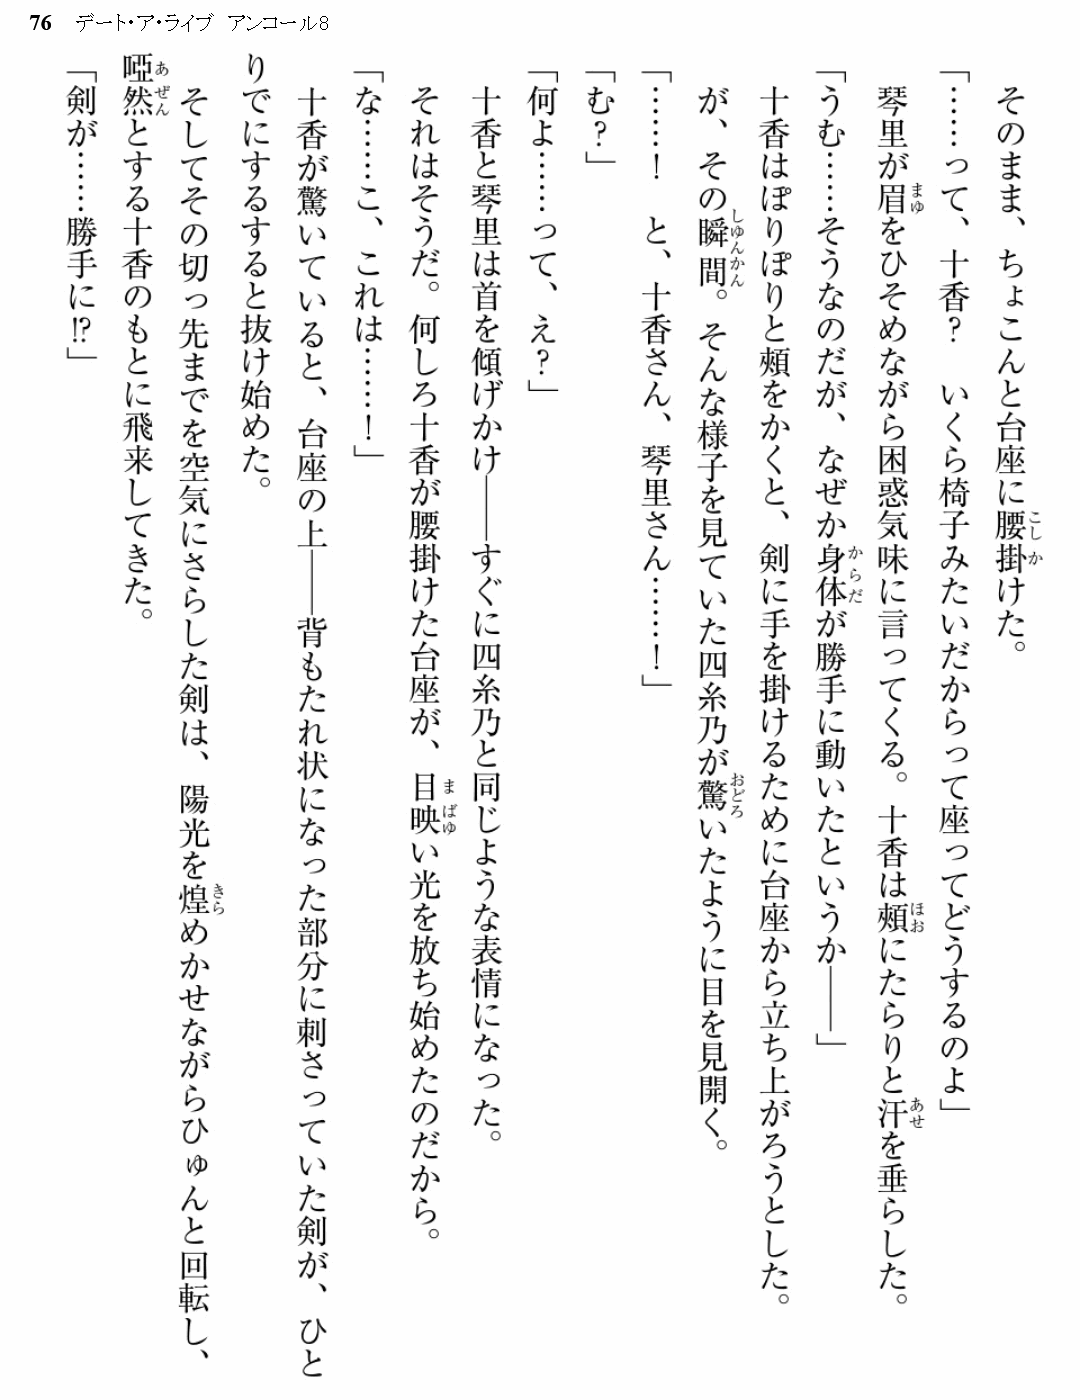 76 デート・ア・ライブ アンコール8
そのまま、ちょこんと台座に腰掛けた。
「……って、十香？　いくら椅子みたいだからって座ってどうするのよ」
琴里が眉をひそめながら困惑気味に言ってくる。十香は頰にたらりと汗を垂らした。
「うむ……そうなのだが、なぜか身体が勝手に動いたというか――」
十香はぽりぽりと頰をかくと、剣に手を掛けるために台座から立ち上がろうとした。
が、その瞬間。そんな様子を見ていた四糸乃が驚いたように目を見開く。
「……！　と、十香さん、琴里さん……！」
「む？」
「何よ……って、え？」
十香と琴里は首を傾げかけ――すぐに四糸乃と同じような表情になった。
それはそうだ。何しろ十香が腰掛けた台座が、目映い光を放ち始めたのだから。
「な……こ、これは……！」
十香が驚いていると、台座の上――背もたれ状になった部分に刺さっていた剣が、ひと
りでにするすると抜け始めた。
そしてその切っ先までを空気にさらした剣は、陽光を煌めかせながらひゅんと回転し、
啞然とする十香のもとに飛来してきた。
「剣が……勝手に!?」